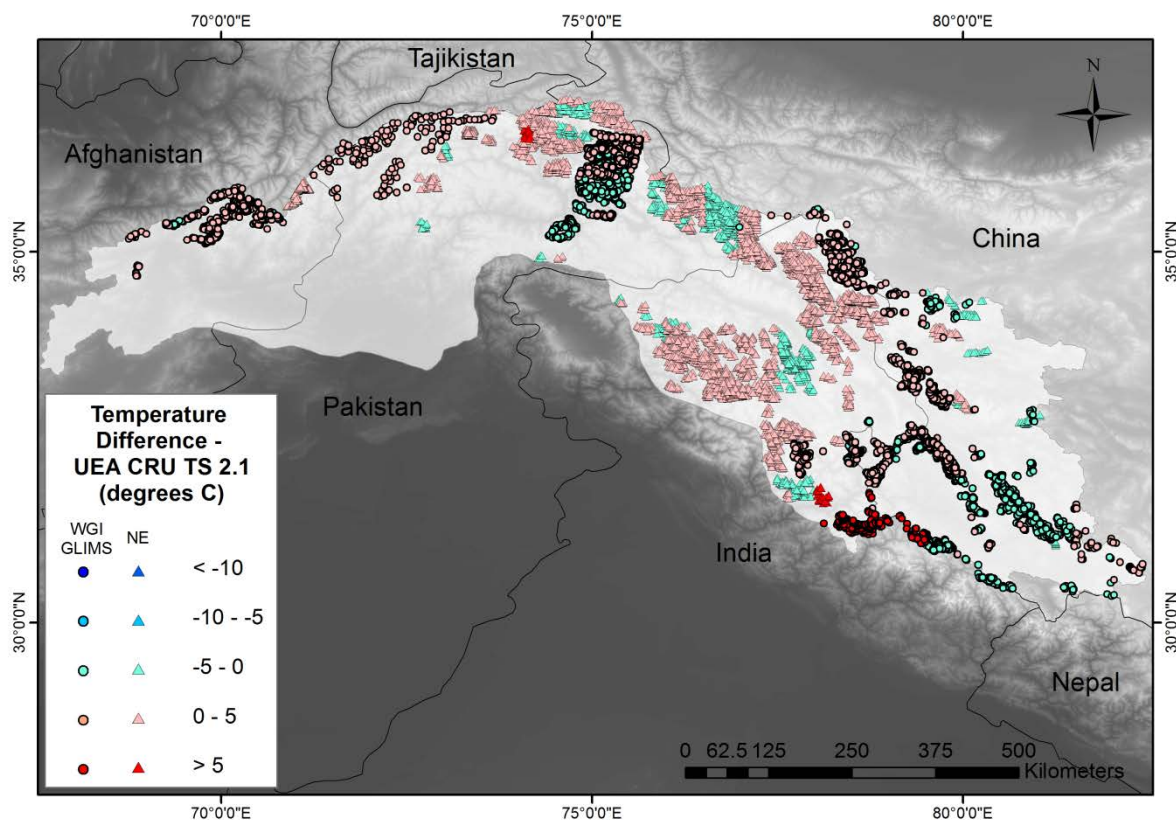 70°0'0"E 75°0'0"E 80°0'0"E
Tajikistan
N
Afghanistan
35°0'0"N 35°0'0"N
China
Pakistan
India
30°0'0"N 30°0'0"N
Nepal
Temperature
Difference -
UEA CRU TS 2.1
(degrees C)
WGI
GLIMS NE
< -10
-10 - -5
-5 - 0
0 - 5
> 5
0 62.5 125 250 375 500
Kilometers
70°0'0"E 75°0'0"E 80°0'0"E